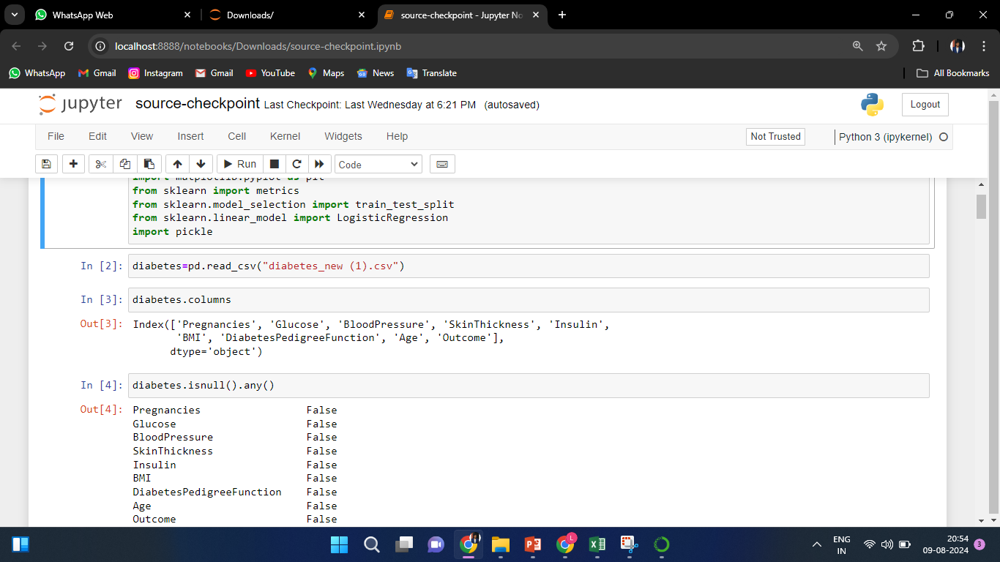 WhatsApp Web
Downloads/
source-checkpoint - Jupyter No
localhost:8888/notebooks/Downloads/source-checkpoint.ipynb
WhatsApp Gmail Instagram Gmail YouTube Maps News Translate All Bookmarks
jupyter source-checkpoint Last Checkpoint: Last Wednesday at 6:21 PM (autosaved) Logout
File Edit View Insert Cell Kernel Widgets Help Not Trusted Python 3 (ipykernel)
Run Code
import matplotlib.pyplot as plt
from sklearn import metrics
from sklearn.model_selection import train_test_split
from sklearn.linear_model import LogisticRegression
import pickle
In [2]: diabetes=pd.read_csv("diabetes_new (1).csv")
In [3]: diabetes.columns
Out[3]: Index(['Pregnancies', 'Glucose', 'BloodPressure', 'SkinThickness', 'Insulin',
'BMI', 'DiabetesPedigreeFunction', 'Age', 'Outcome'],
dtype='object')
In [4]: diabetes.isnull().any()
Out[4]: Pregnancies False
Glucose False
BloodPressure False
SkinThickness False
Insulin False
BMI False
DiabetesPedigreeFunction False
Age False
Outcome False
L
ENG
IN
20:54
09-08-2024
3